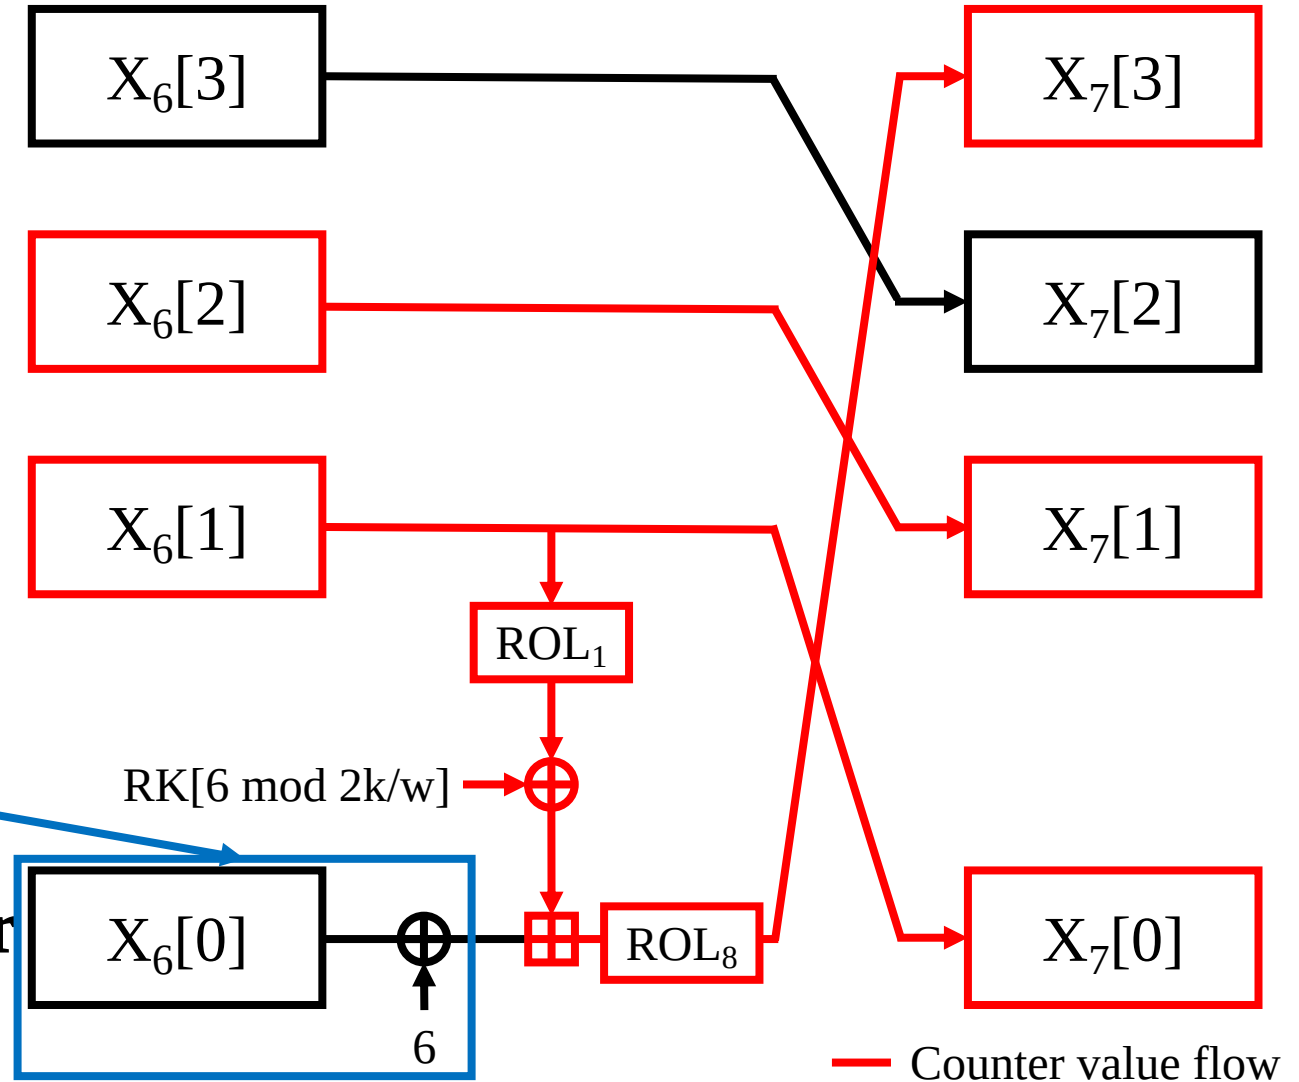 X₆[3]
X₇[3]
X₆[2]
X₇[2]
X₆[1]
X₇[1]
ROL₁
RK[6 mod 2k/w]
X₆[0]
ROL₈
X₇[0]
6
Counter value flow